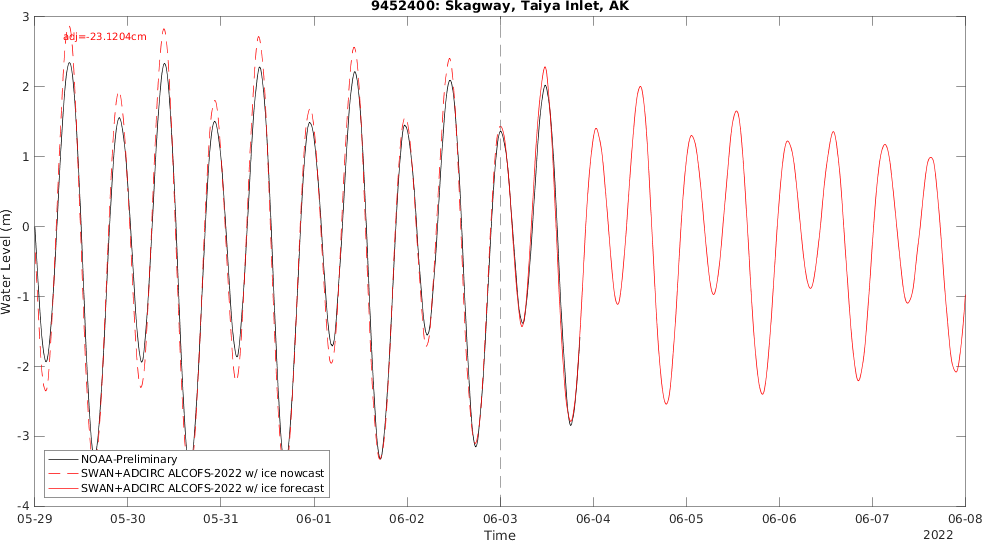 9452400: Skagway, Taiya Inlet, AK
adj=-23.1204cm
3
2
1
0
-1
-2
-3
-4
Water Level (m)
NOAA-Preliminary
SWAN+ADCIRC ALCOFS-2022 w/ ice nowcast
SWAN+ADCIRC ALCOFS-2022 w/ ice forecast
05-29 05-30 05-31 06-01 06-02 06-03 06-04 06-05 06-06 06-07 06-08
Time
2022